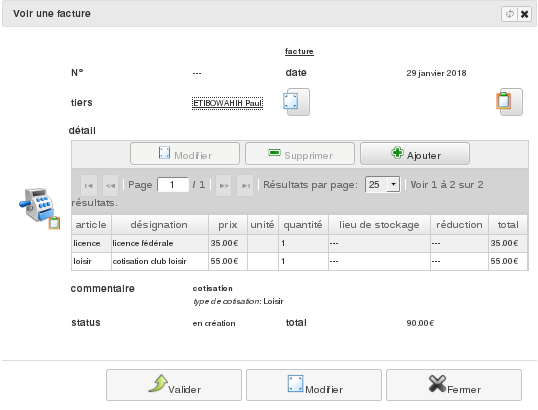 Voir une facture
facture
N° --- date 29 janvier 2018
tiers ETIBOWAHIH Paul
détail
Modifier Supprimer Ajouter
Page 1 / 1 Résultats par page: 25 Voir 1 à 2 sur 2
résultats.
article désignation prix unité quantité lieu de stockage réduction total
licence licence fédérale 35.00€ 1 --- --- 35.00€
loisir cotisation club loisir 55.00€ 1 --- --- 55.00€
commentaire cotisation
type de cotisation: Loisir
status en création total 90.00€
Valider Modifier Fermer